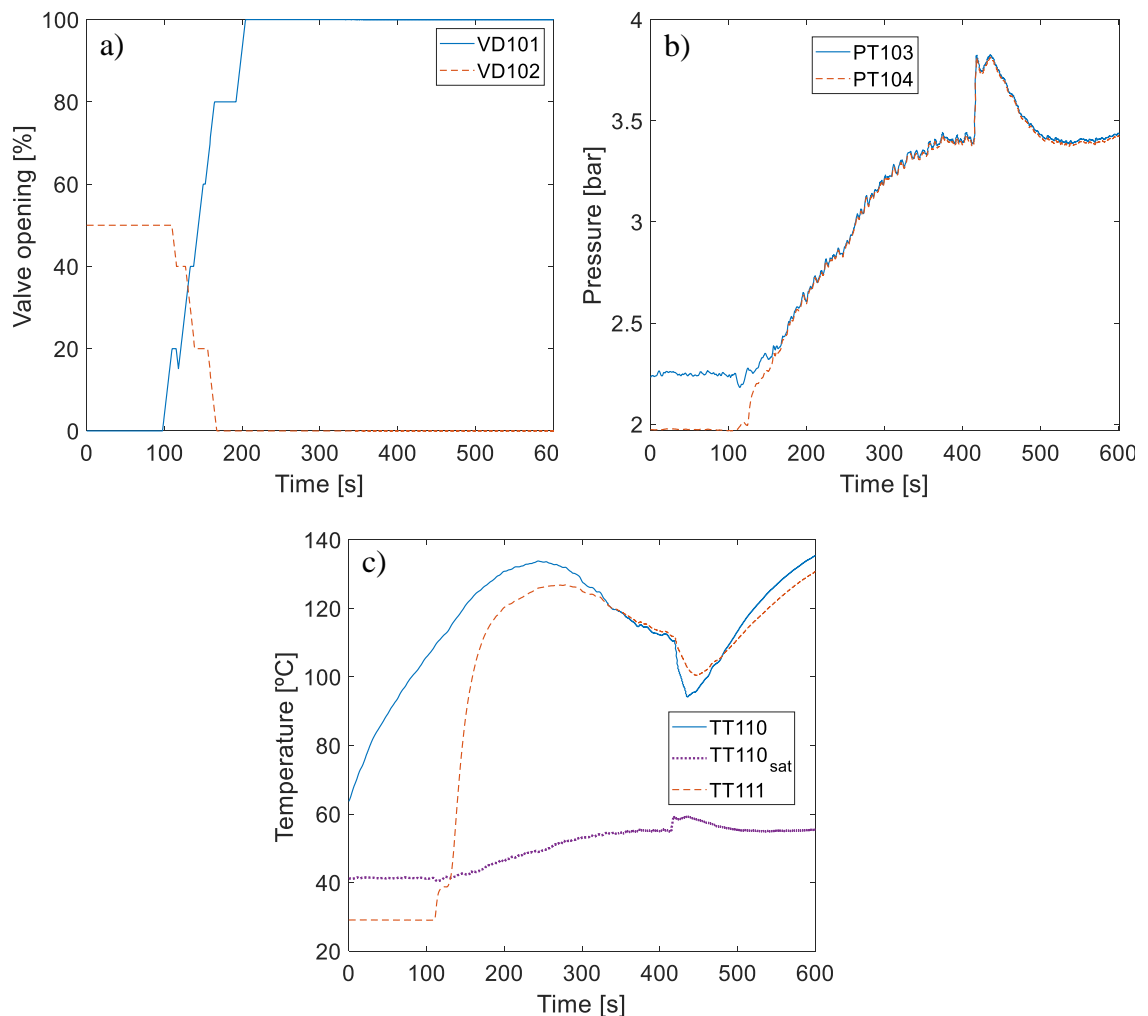 a)
VD101
VD102
100
80
60
40
20
0
Valve opening [%]
0 100 200 300 400 500 60
Time [s]
b)
PT103
PT104
4
3.5
3
2.5
2
Pressure [bar]
0 100 200 300 400 500 600
Time [s]
c)
TT110
TT110sat
TT111
140
120
100
80
60
40
20
Temperature [ºC]
0 100 200 300 400 500 600
Time [s]